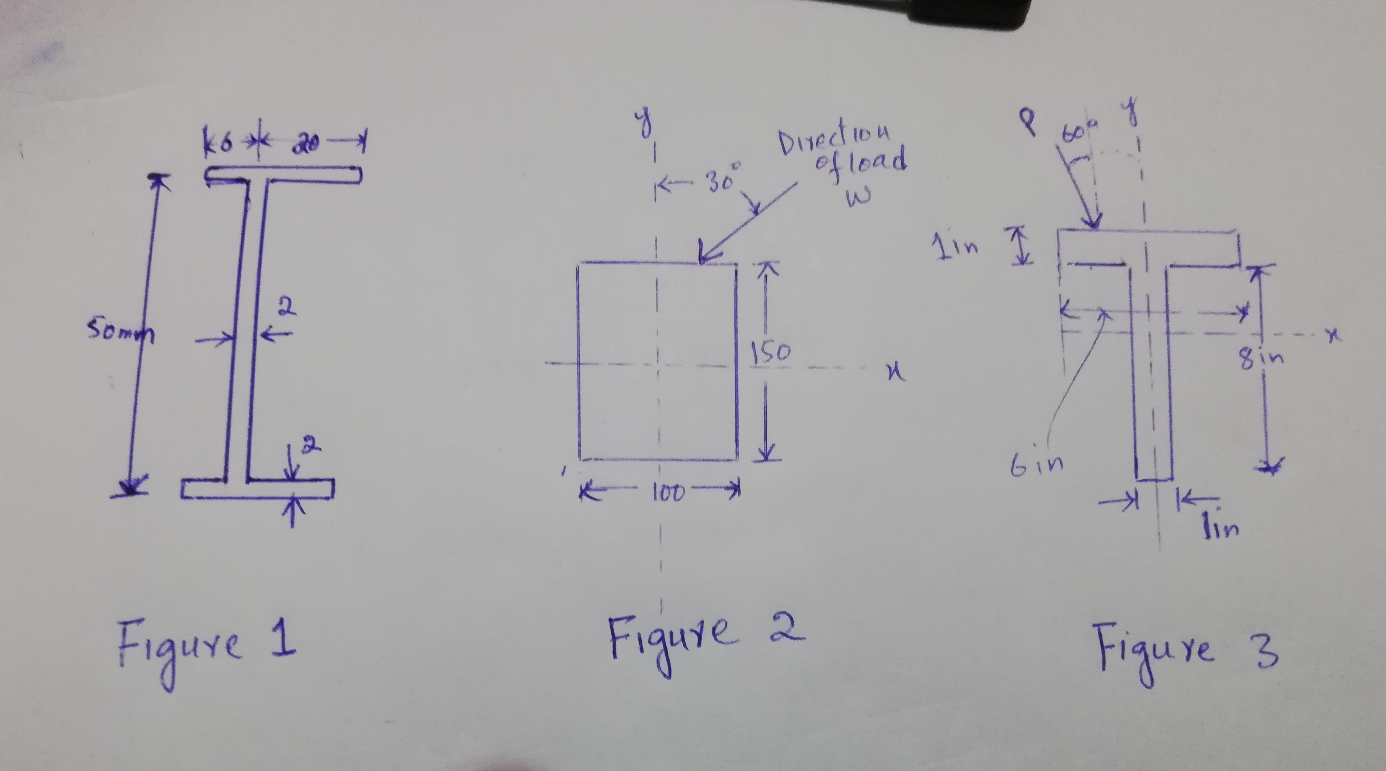 6 20
50mm
2
2
Figure 1
y
30°
Direction
of load
W
150
x
100
Figure 2
P
60°
y
1in
x
8in
6in
1in
Figure 3